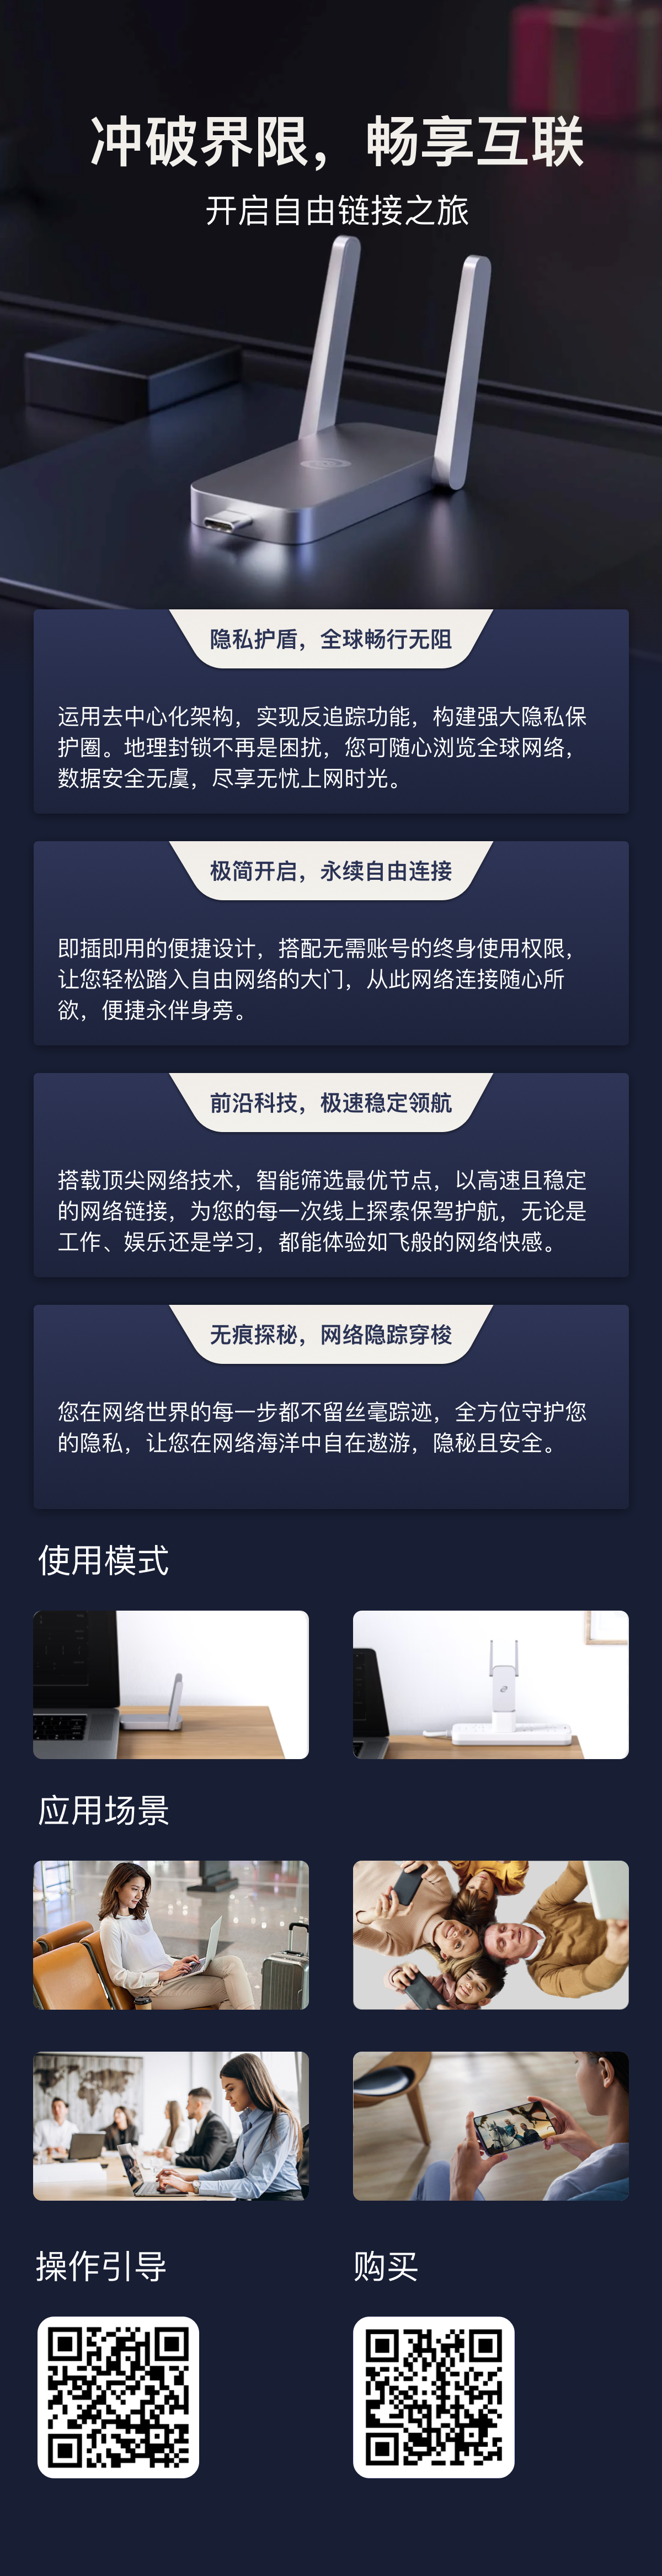 冲破界限，畅享互联
开启自由链接之旅
隐私护盾，全球畅行无阻
运用去中心化架构，实现反追踪功能，构建强大隐私保
护圈。地理封锁不再是困扰，您可随心浏览全球网络，
数据安全无虞，尽享无忧上网时光。
极简开启，永续自由连接
即插即用的便捷设计，搭配无需账号的终身使用权限，
让您轻松踏入自由网络的大门，从此网络连接随心所
欲，便捷永伴身旁。
前沿科技，极速稳定领航
搭载顶尖网络技术，智能筛选最优节点，以高速且稳定
的网络链接，为您的每一次线上探索保驾护航，无论是
工作、娱乐还是学习，都能体验如飞般的网络快感。
无痕探秘，网络隐踪穿梭
您在网络世界的每一步都不留丝毫踪迹，全方位守护您
的隐私，让您在网络海洋中自在遨游，隐秘且安全。
使用模式
应用场景
操作引导
购买